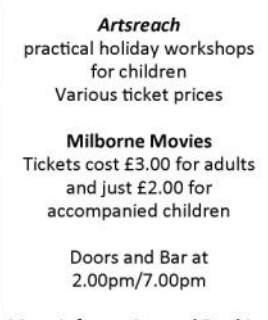 Artsreach
practical holiday workshops
for children
Various ticket prices
Milborne Movies
Tickets cost £3.00 for adults
and just £2.00 for
accompanied children
Doors and Bar at
2.00pm/7.00pm